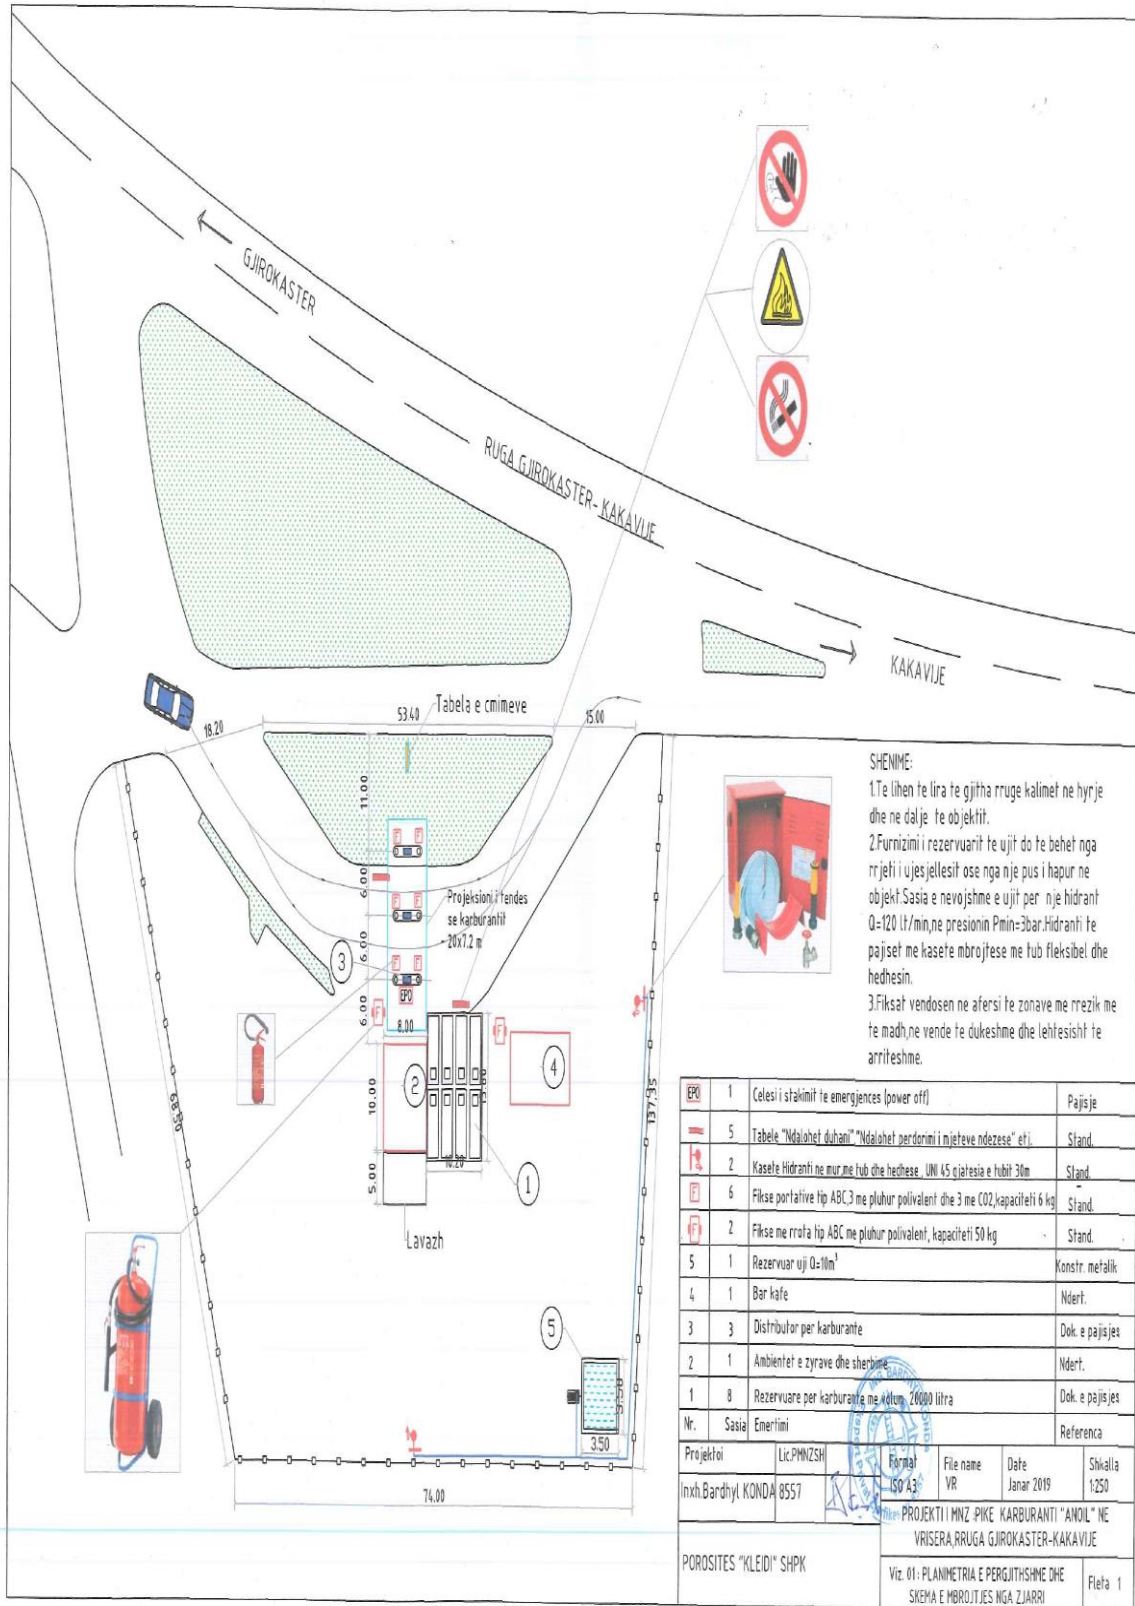 GJIROKASTER
RUGA GJIROKASTER-KAKAVIJE
KAKAVIJE
Tabela e cmimeve
18.20
53.40
15.00
11.00
6.00
6.00
6.00
F
F
F
F
F
F
EPO
F
F
8.00
Projeksioni i tendes
se karburantit
20x7.2 m
3
2
4
1
10.00
5.00
10.20
Lavazh
137.35
5
3.50
3.50
74.00
SHENIME:
1.Te lihen te lira te gjitha rruge kalimet ne hyrje
dhe ne dalje te objektit.
2.Furnizimi i rezervuarit te ujit do te behet nga
rrjeti i ujesjellesit ose nga nje pus i hapur ne
objekt.Sasia e nevojshme e ujit per nje hidrant
Q=120 lt/min,ne presionin Pmin=3bar.Hidranti te
pajiset me kasete mbrojtese me tub fleksibel dhe
hedhesin.
3.Fiksat vendosen ne afersi te zonave me rrezik me
te madh,ne vende te dukeshme dhe lehtesisht te
arriteshme.
EPO 1 Celesi i stakimit te emergjences (power off) Pajisje
5 Tabele "Ndalohet duhani","Ndalohet perdorimi i mjeteve ndezese" etj. Stand.
2 Kasete Hidranti ne mur,me tub dhe hedhese, UNI 45 gjatesia e tubit 30m Stand.
F 6 Fikse portative tip ABC,3 me pluhur polivalent dhe 3 me CO2,kapaciteti 6 kg Stand.
F 2 Fikse me rrota tip ABC me pluhur polivalent, kapaciteti 50 kg Stand.
5 1 Rezervuar uji Q=10m³ Konstr. metalik
4 1 Bar kafe Ndert.
3 3 Distributor per karburante Dok. e pajisjes
2 1 Ambientet e zyrave dhe sherbime Ndert.
1 8 Rezervuare per karburante me volum 20000 litra Dok. e pajisjes
Nr. Sasia Emertimi Referenca
Projektoi Lic.PMNZSH Format File name Date Shkalla
Inxh.Bardhyl KONDA 8557 ISO A3 VR Janar 2019 1:250
PROJEKTI I MNZ :PIKE KARBURANTI "ANOIL" NE
VRISERA,RRUGA GJIROKASTER-KAKAVIJE
POROSITES "KLEIDI" SHPK
Viz. 01: PLANIMETRIA E PERGJITHSHME DHE
SKEMA E MBROJTJES NGA ZJARRI
Fleta 1